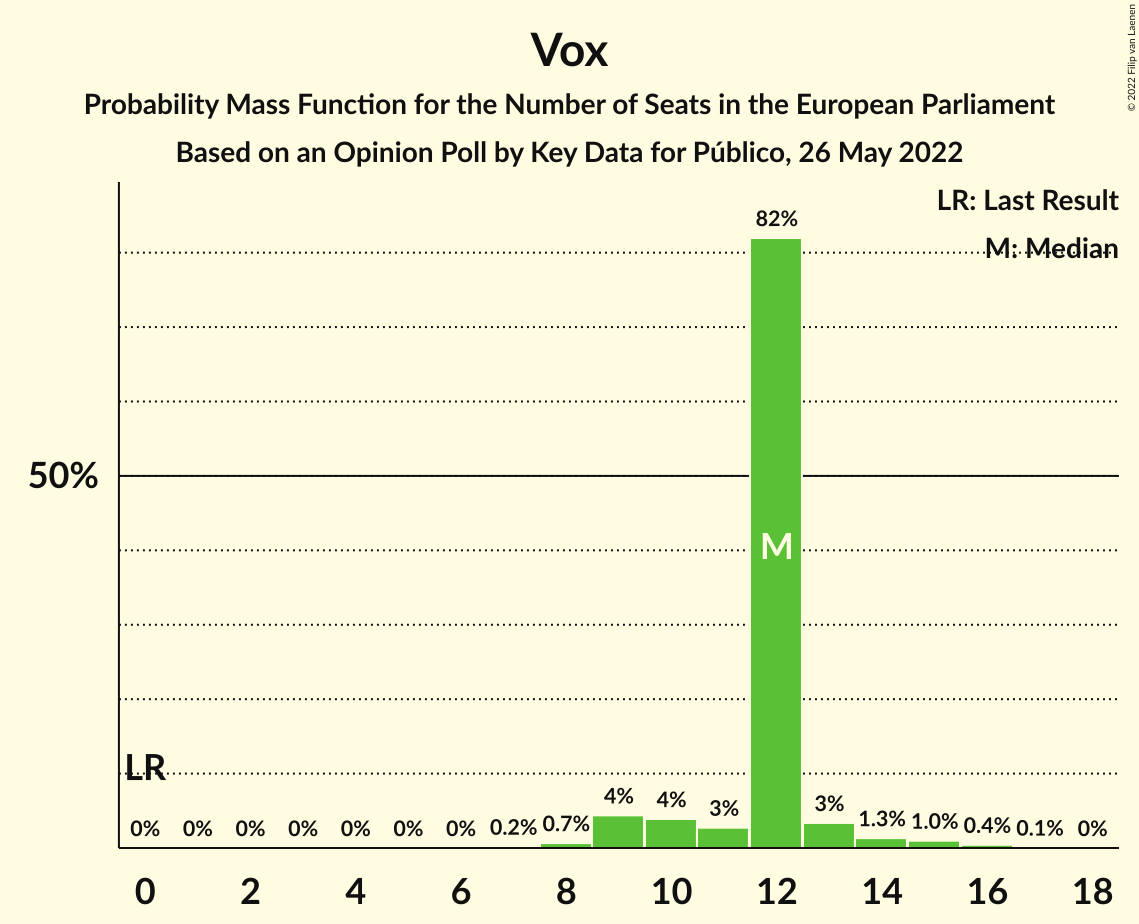 Vox
Probability Mass Function for the Number of Seats in the European Parliament
Based on an Opinion Poll by Key Data for Público, 26 May 2022
© 2022 Filip van Laenen
LR: Last Result
M: Median
82%
50%
M
LR
0% 0% 0% 0% 0% 0% 0% 0.2% 0.7% 4% 4% 3% 3% 1.3% 1.0% 0.4% 0.1% 0%
0 2 4 6 8 10 12 14 16 18